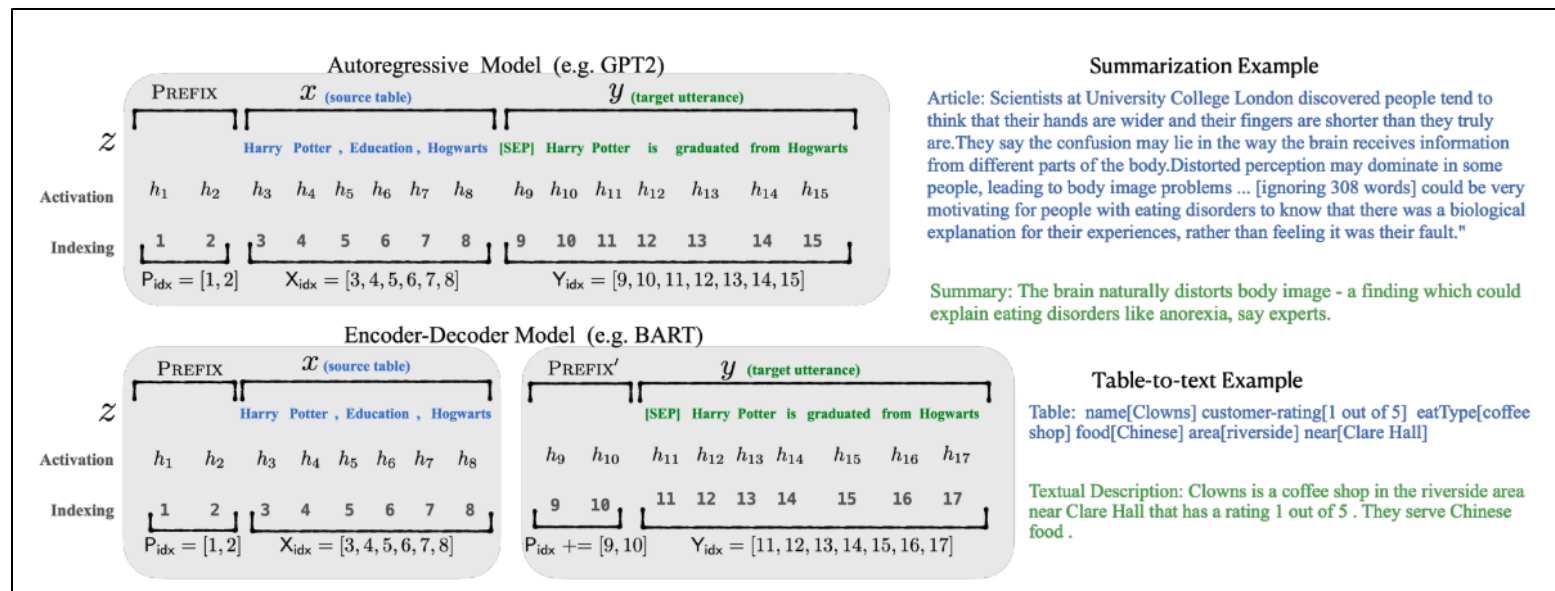 Autoregressive Model (e.g. GPT2)
PREFIX x (source table) y (target utterance)
z
Harry Potter , Education , Hogwarts [SEP] Harry Potter is graduated from Hogwarts
Activation h₁ h₂ h₃ h₄ h₅ h₆ h₇ h₈ h₉ h₁₀ h₁₁ h₁₂ h₁₃ h₁₄ h₁₅
Indexing 1 2 3 4 5 6 7 8 9 10 11 12 13 14 15
P_idx = [1, 2] X_idx = [3, 4, 5, 6, 7, 8] Y_idx = [9, 10, 11, 12, 13, 14, 15]
Encoder-Decoder Model (e.g. BART)
PREFIX x (source table) PREFIX′ y (target utterance)
z
Harry Potter , Education , Hogwarts [SEP] Harry Potter is graduated from Hogwarts
Activation h₁ h₂ h₃ h₄ h₅ h₆ h₇ h₈ h₉ h₁₀ h₁₁ h₁₂ h₁₃ h₁₄ h₁₅ h₁₆ h₁₇
Indexing 1 2 3 4 5 6 7 8 9 10 11 12 13 14 15 16 17
P_idx = [1, 2] X_idx = [3, 4, 5, 6, 7, 8] P_idx += [9, 10] Y_idx = [11, 12, 13, 14, 15, 16, 17]
Summarization Example
Article: Scientists at University College London discovered people tend to
think that their hands are wider and their fingers are shorter than they truly
are.They say the confusion may lie in the way the brain receives information
from different parts of the body.Distorted perception may dominate in some
people, leading to body image problems ... [ignoring 308 words] could be very
motivating for people with eating disorders to know that there was a biological
explanation for their experiences, rather than feeling it was their fault."
Summary: The brain naturally distorts body image - a finding which could
explain eating disorders like anorexia, say experts.
Table-to-text Example
Table: name[Clowns] customer-rating[1 out of 5] eatType[coffee
shop] food[Chinese] area[riverside] near[Clare Hall]
Textual Description: Clowns is a coffee shop in the riverside area
near Clare Hall that has a rating 1 out of 5 . They serve Chinese
food .